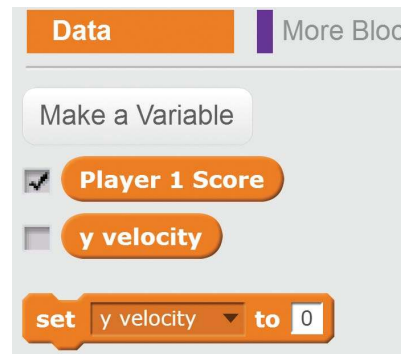 Data More Bloc
Make a Variable
Player 1 Score
y velocity
set y velocity to 0